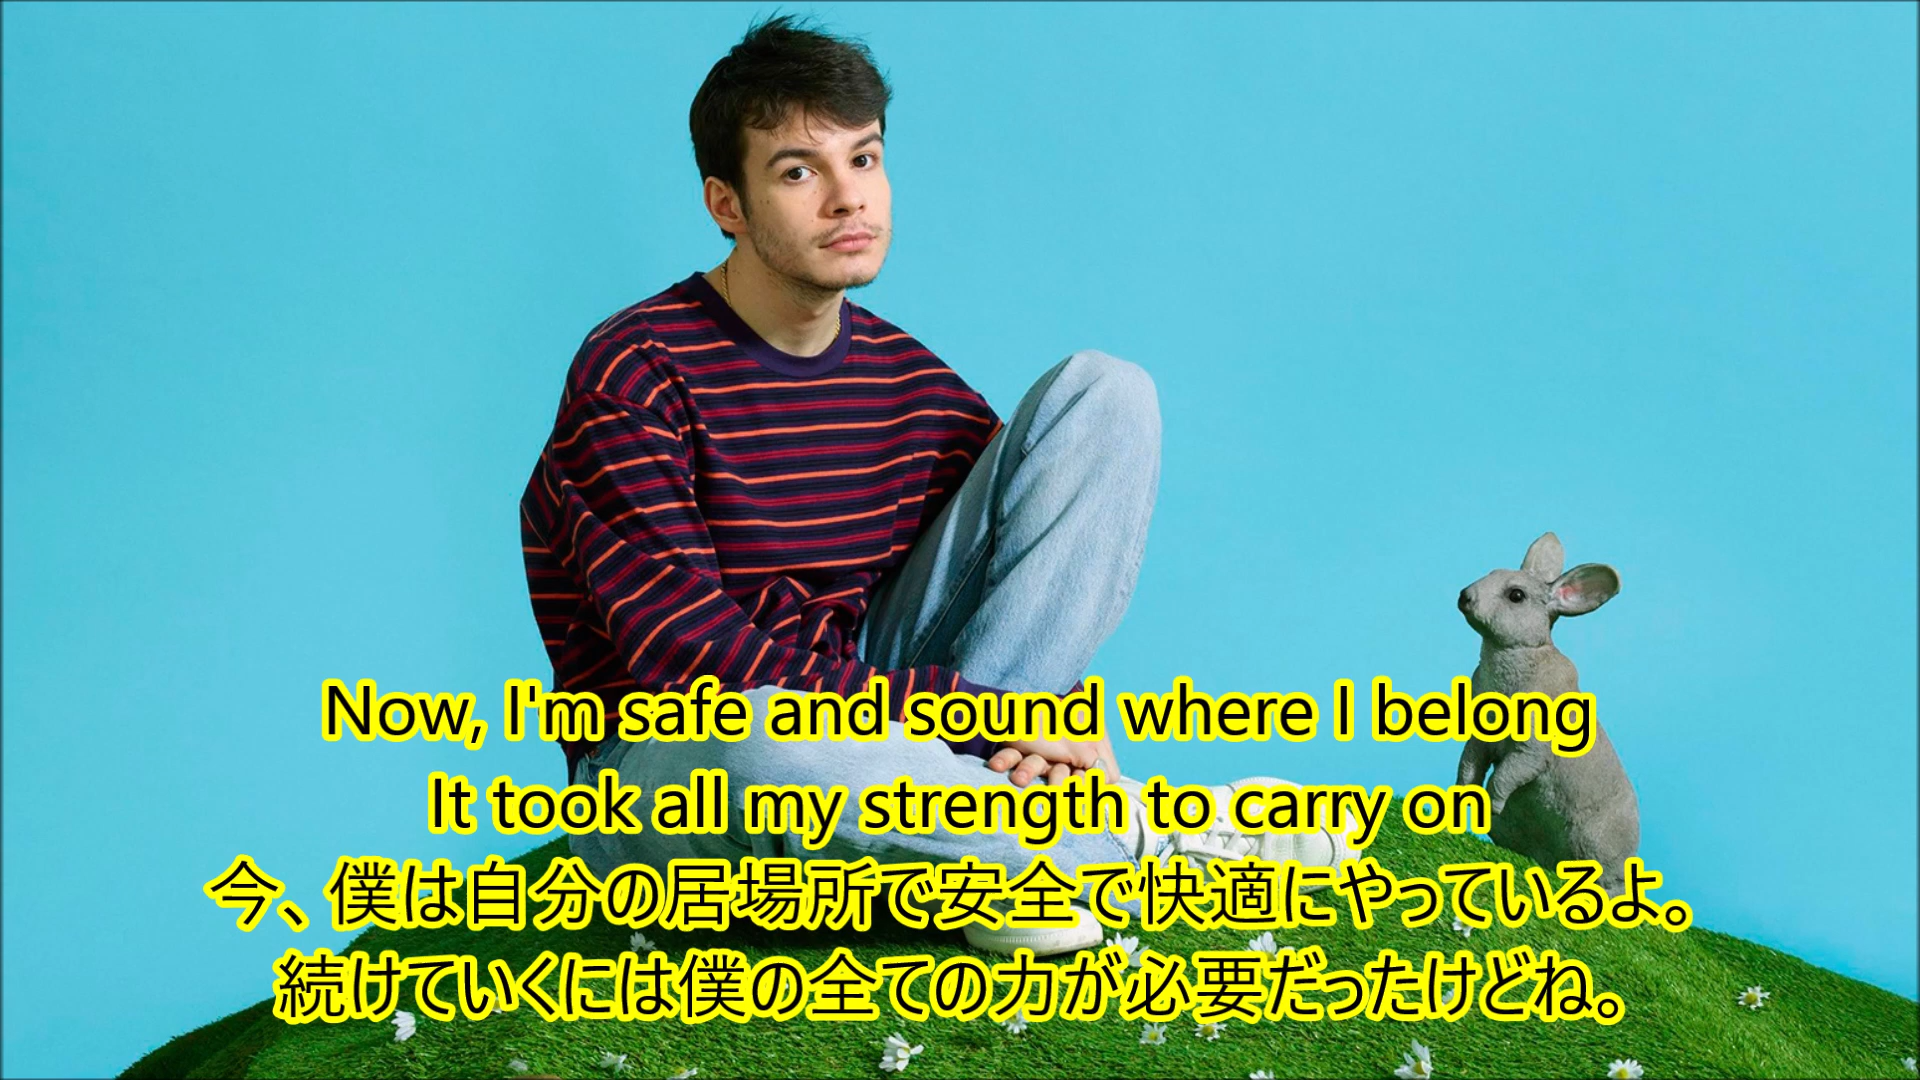 Now, I'm safe and sound where I belong
It took all my strength to carry on
今、僕は自分の居場所で安全で快適にやっているよ。
続けていくには僕の全ての力が必要だったけどね。